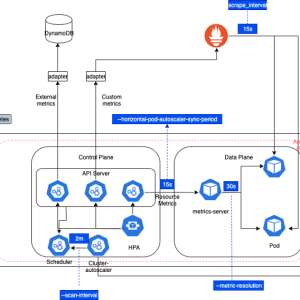 scrape_interval
15s
DynamoDB
adapter
adapter
External
metrics
Custom
metrics
--horizontal-pod-autoscaler-sync-period
Control Plane
Data Plane
API Server
15s
30s
Resource
Metrics
metrics-server
2m
HPA
Pod
Scheduler
Cluster-
autoscaler
--scan-interval
--metric-resolution